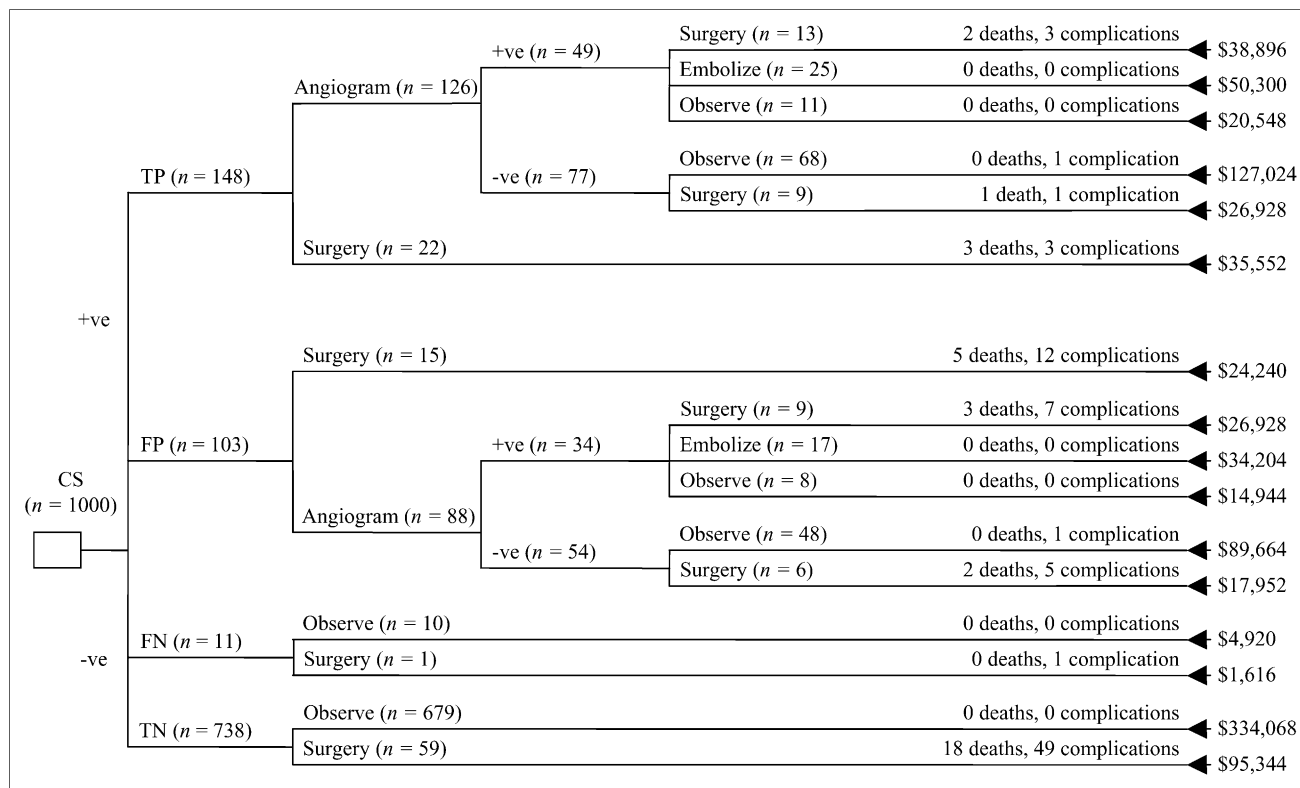 Surgery (n = 13) 2 deaths, 3 complications $38,896
+ve (n = 49)
Embolize (n = 25) 0 deaths, 0 complications $50,300
Angiogram (n = 126)
Observe (n = 11) 0 deaths, 0 complications $20,548
Observe (n = 68) 0 deaths, 1 complication $127,024
TP (n = 148)
-ve (n = 77)
Surgery (n = 9) 1 death, 1 complication $26,928
Surgery (n = 22) 3 deaths, 3 complications $35,552
+ve
Surgery (n = 15) 5 deaths, 12 complications $24,240
Surgery (n = 9) 3 deaths, 7 complications $26,928
FP (n = 103)
+ve (n = 34)
Embolize (n = 17) 0 deaths, 0 complications $34,204
CS
(n = 1000)
Observe (n = 8) 0 deaths, 0 complications $14,944
Angiogram (n = 88)
Observe (n = 48) 0 deaths, 1 complication $89,664
-ve (n = 54)
Surgery (n = 6) 2 deaths, 5 complications $17,952
Observe (n = 10) 0 deaths, 0 complications $4,920
FN (n = 11)
-ve
Surgery (n = 1) 0 deaths, 1 complication $1,616
Observe (n = 679) 0 deaths, 0 complications $334,068
TN (n = 738)
Surgery (n = 59) 18 deaths, 49 complications $95,344